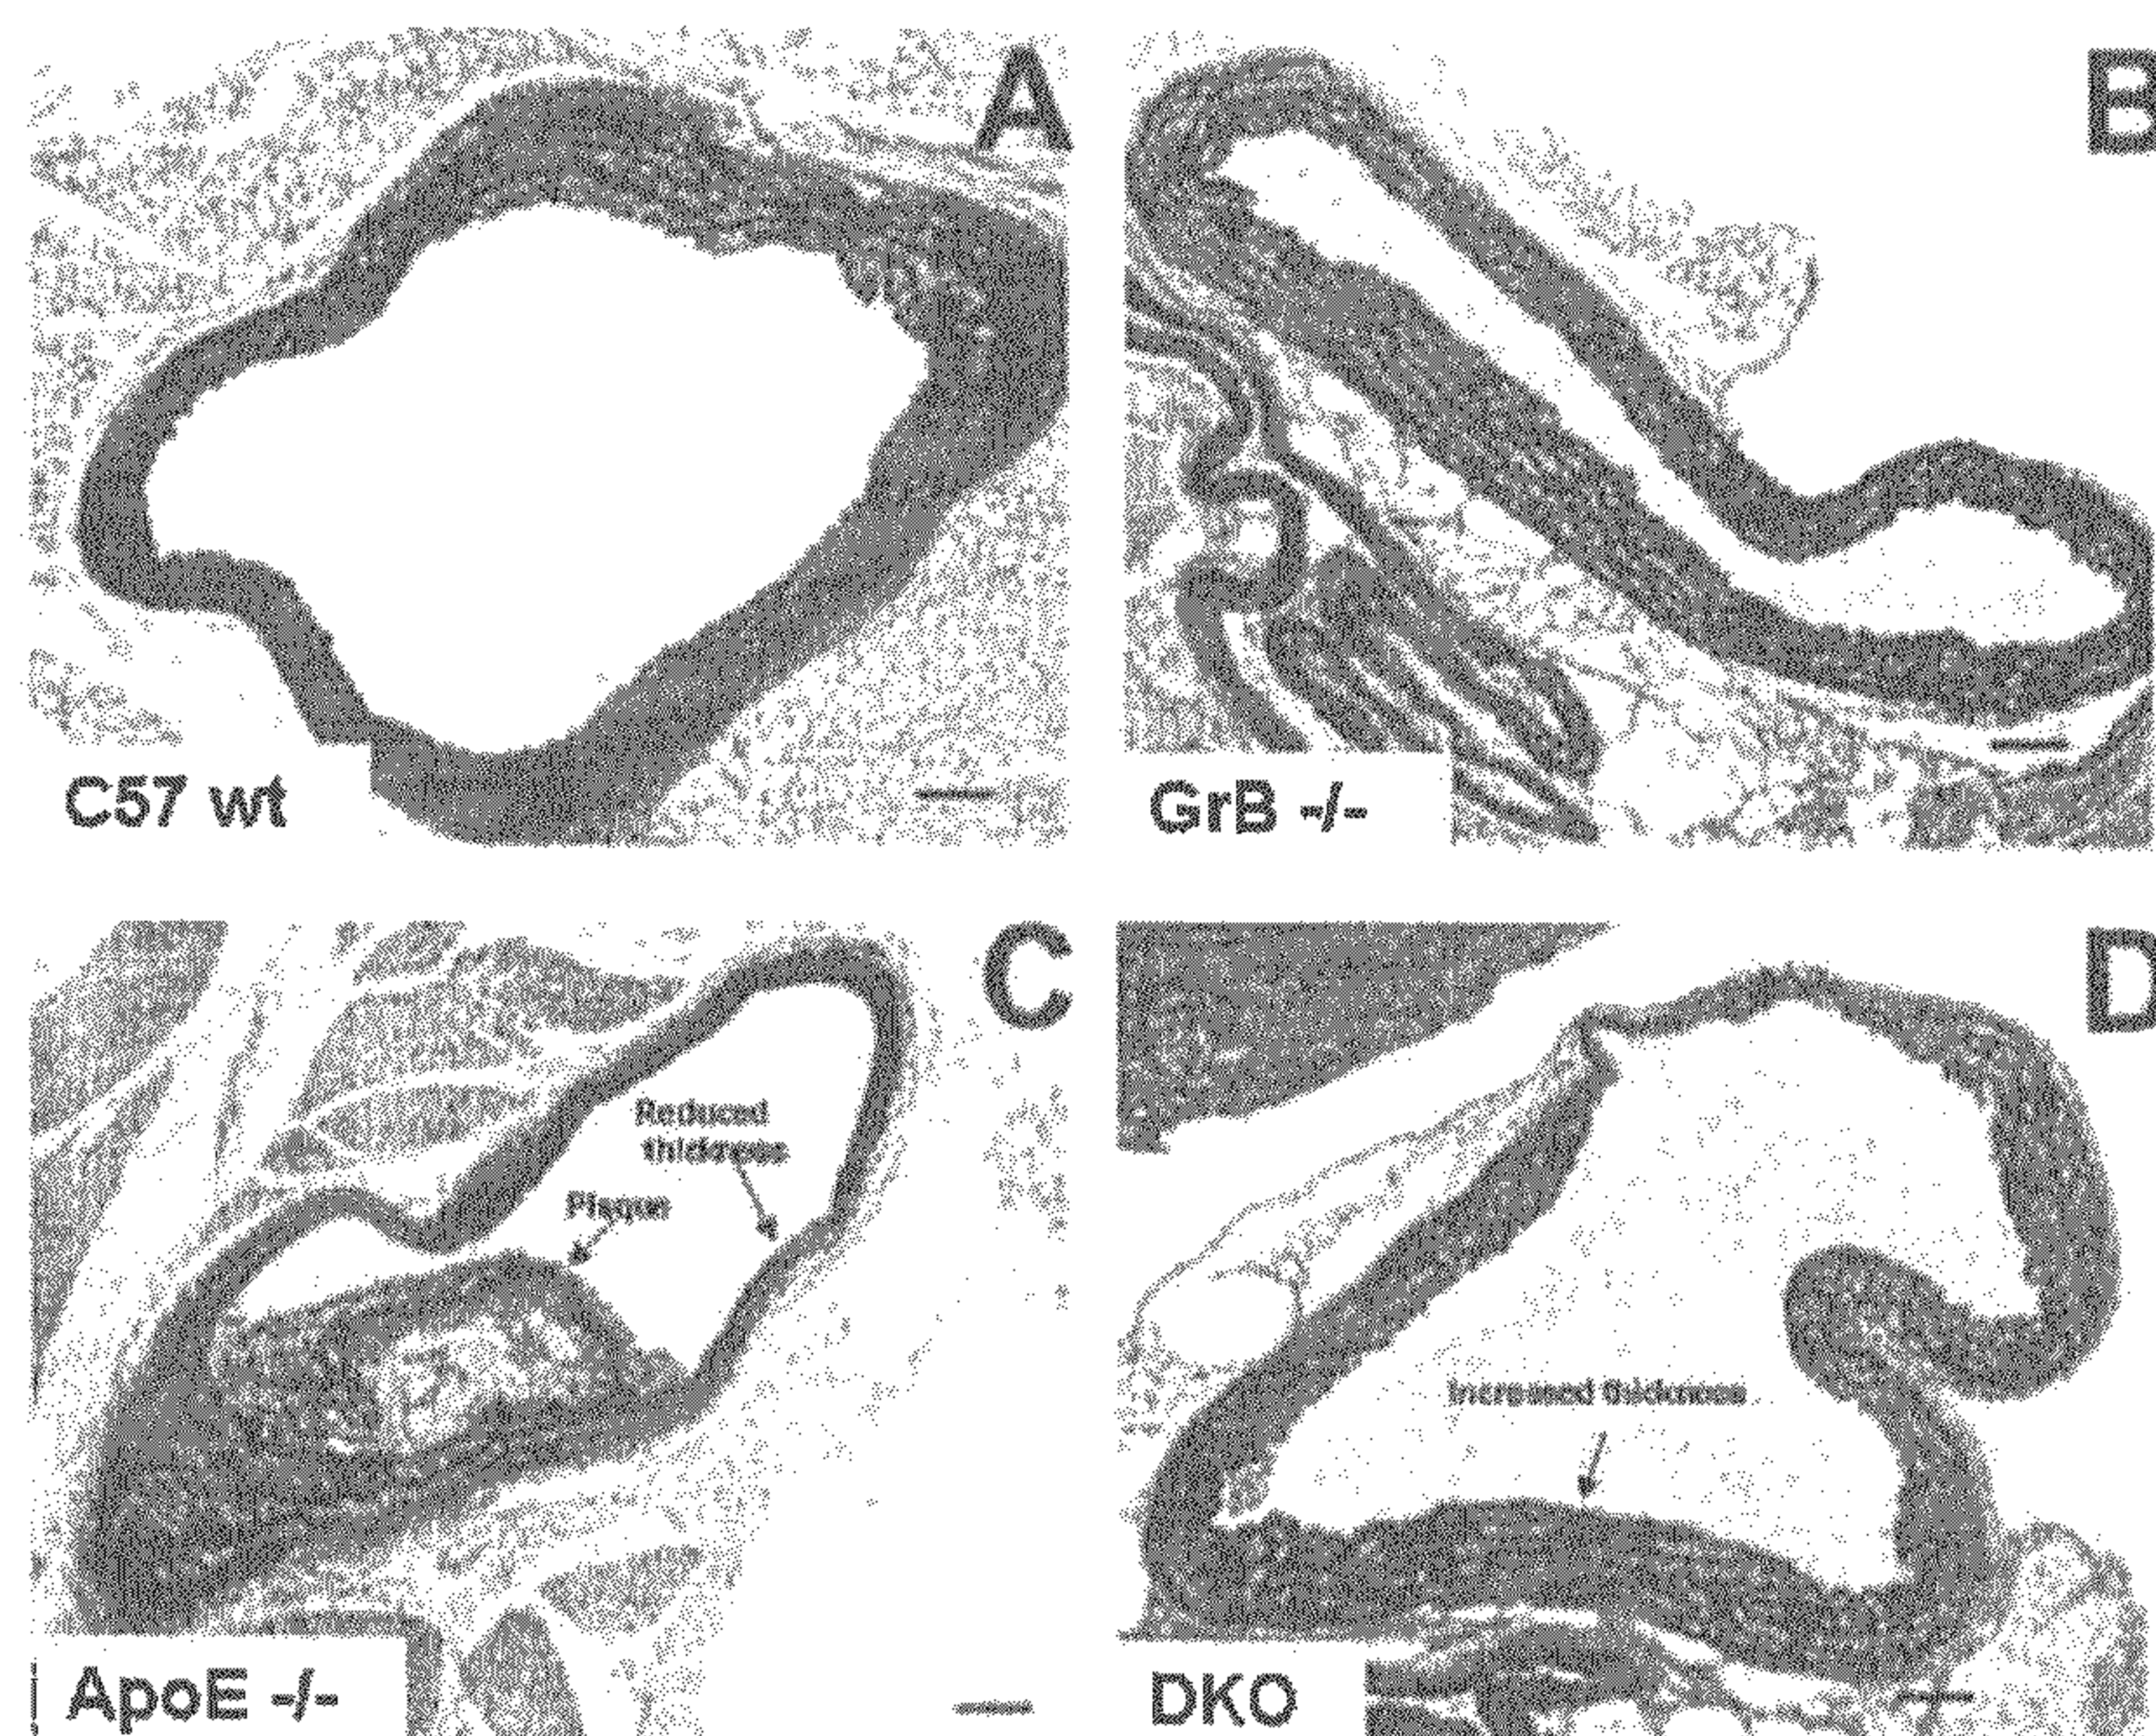 A
B
C57 wt
GrB -/-
C
D
Reduced
thickness
Plaque
Increased thickness
ApoE -/-
DKO